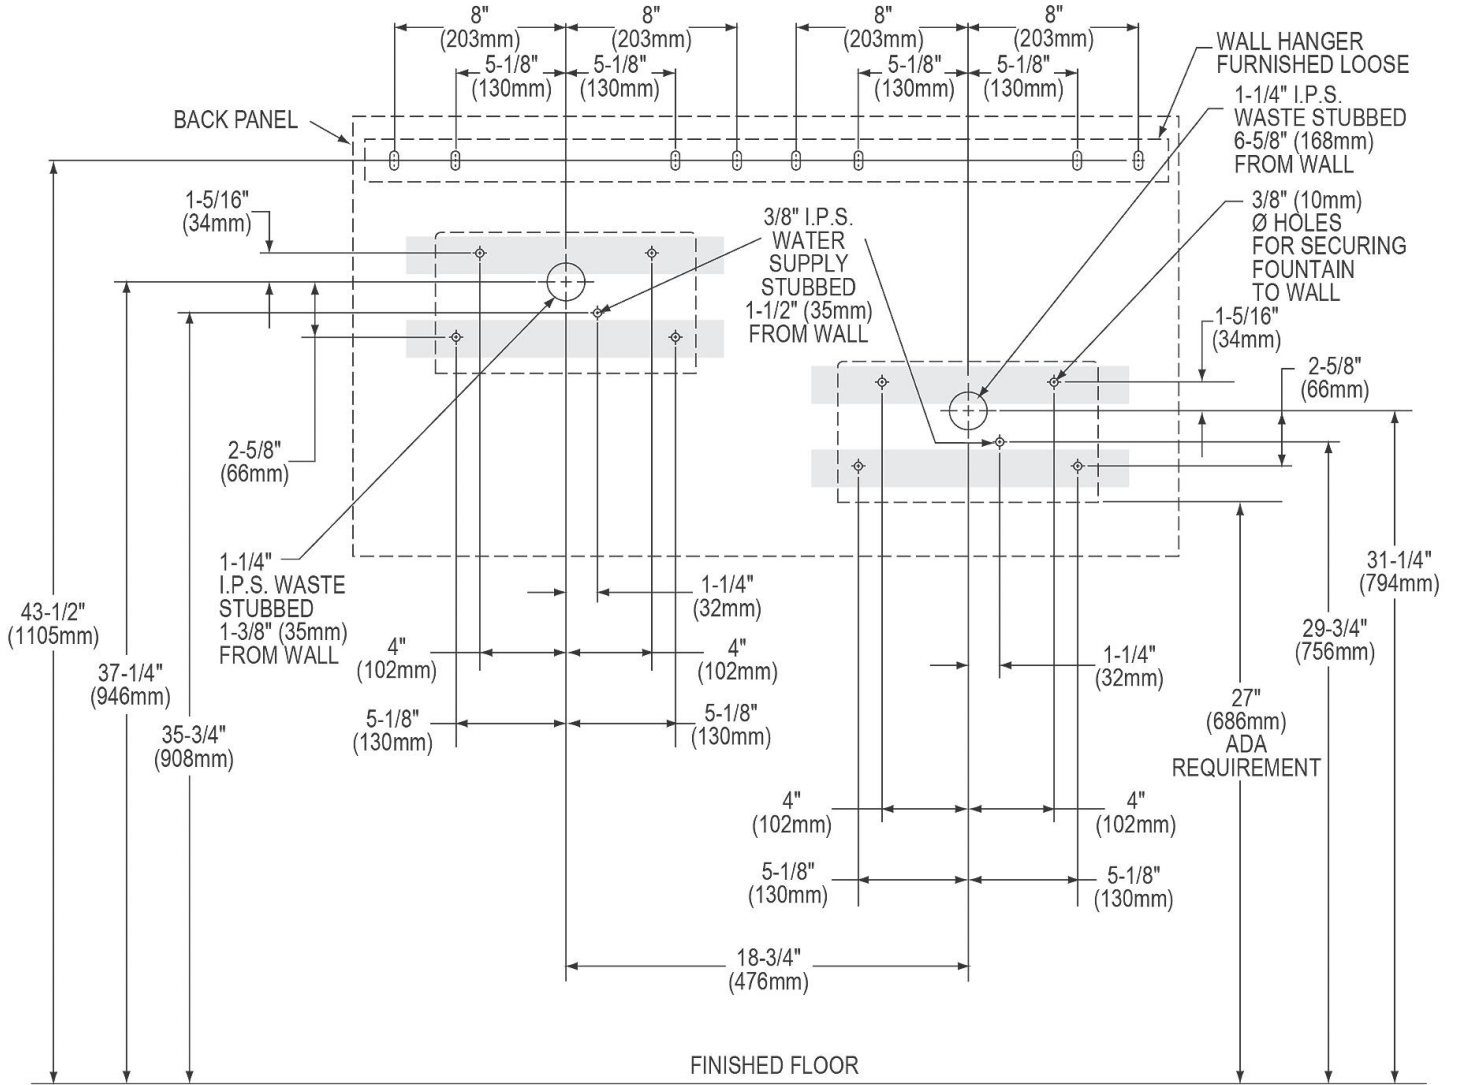 8"
(203mm)
8"
(203mm)
8"
(203mm)
8"
(203mm)
5-1/8"
(130mm)
5-1/8"
(130mm)
5-1/8"
(130mm)
5-1/8"
(130mm)
WALL HANGER
FURNISHED LOOSE
1-1/4" I.P.S.
WASTE STUBBED
6-5/8" (168mm)
FROM WALL
BACK PANEL
1-5/16"
(34mm)
3/8" I.P.S.
WATER
SUPPLY
STUBBED
1-1/2" (35mm)
FROM WALL
3/8" (10mm)
Ø HOLES
FOR SECURING
FOUNTAIN
TO WALL
1-5/16"
(34mm)
2-5/8"
(66mm)
2-5/8"
(66mm)
1-1/4"
I.P.S. WASTE
STUBBED
1-3/8" (35mm)
FROM WALL
43-1/2"
(1105mm)
37-1/4"
(946mm)
35-3/4"
(908mm)
1-1/4"
(32mm)
4"
(102mm)
4"
(102mm)
5-1/8"
(130mm)
5-1/8"
(130mm)
31-1/4"
(794mm)
29-3/4"
(756mm)
1-1/4"
(32mm)
27"
(686mm)
ADA
REQUIREMENT
4"
(102mm)
4"
(102mm)
5-1/8"
(130mm)
5-1/8"
(130mm)
18-3/4"
(476mm)
FINISHED FLOOR